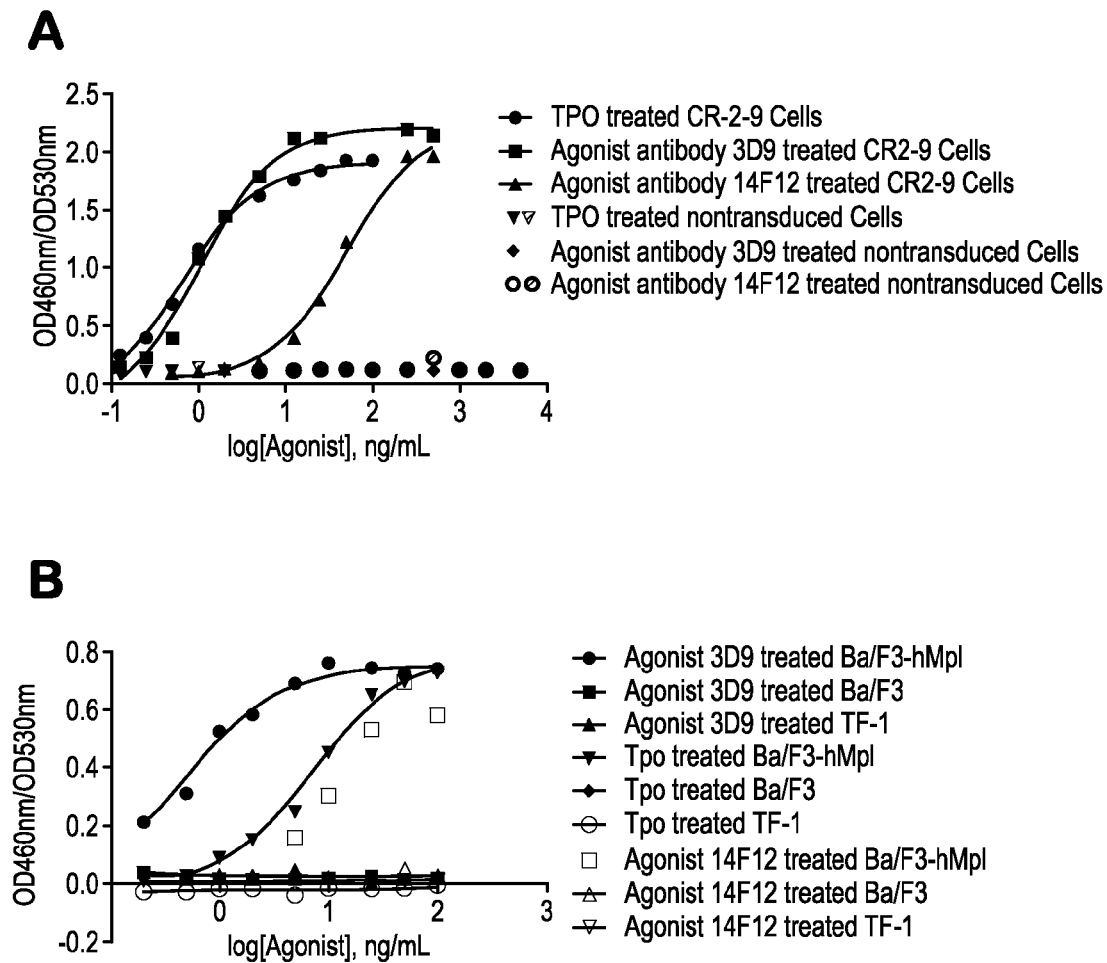 A
2.5
2.0
1.5
1.0
0.5
0.0
-1
0
1
2
3
4
OD460nm/OD530nm
log[Agonist], ng/mL
TPO treated CR-2-9 Cells
Agonist antibody 3D9 treated CR2-9 Cells
Agonist antibody 14F12 treated CR2-9 Cells
TPO treated nontransduced Cells
Agonist antibody 3D9 treated nontransduced Cells
Agonist antibody 14F12 treated nontransduced Cells
B
0.8
0.6
0.4
0.2
0.0
-0.2
0
1
2
3
OD460nm/OD530nm
log[Agonist], ng/mL
Agonist 3D9 treated Ba/F3-hMpl
Agonist 3D9 treated Ba/F3
Agonist 3D9 treated TF-1
Tpo treated Ba/F3-hMpl
Tpo treated Ba/F3
Tpo treated TF-1
Agonist 14F12 treated Ba/F3-hMpl
Agonist 14F12 treated Ba/F3
Agonist 14F12 treated TF-1